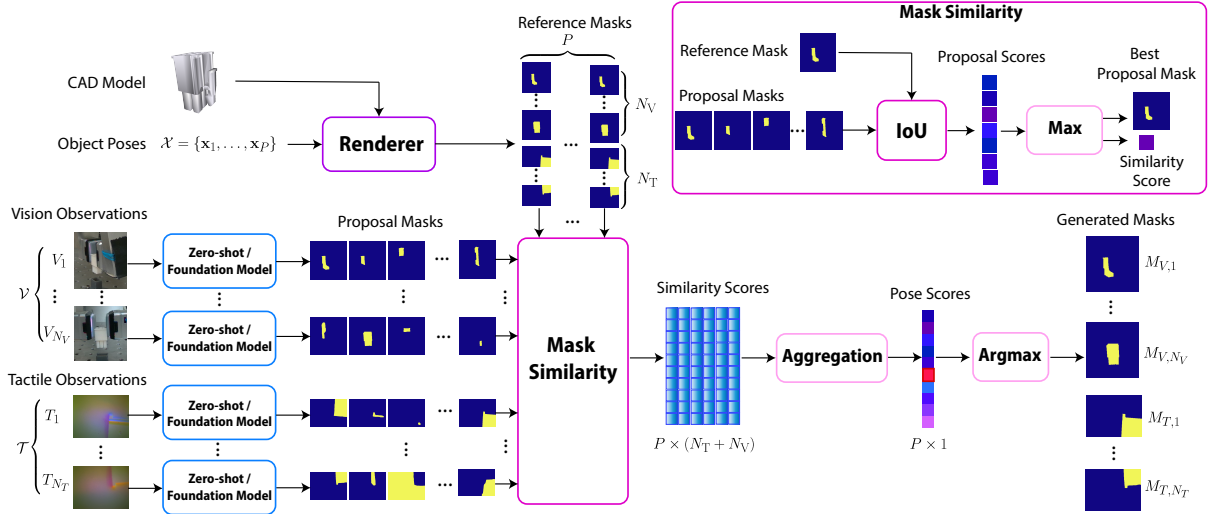 Reference Masks
P
CAD Model
Object Poses
𝒳 = {x₁, . . . , x_P}
Renderer
N_V
N_T
Mask Similarity
Reference Mask
Proposal Masks
IoU
Proposal Scores
Max
Best
Proposal Mask
Similarity
Score
Vision Observations
𝒱
V₁
V_{N_V}
Zero-shot /
Foundation Model
Zero-shot /
Foundation Model
Proposal Masks
Tactile Observations
𝒯
T₁
T_{N_T}
Zero-shot /
Foundation Model
Zero-shot /
Foundation Model
Mask
Similarity
Similarity Scores
P × (N_T + N_V)
Aggregation
Pose Scores
P × 1
Argmax
Generated Masks
M_{V,1}
M_{V,N_V}
M_{T,1}
M_{T,N_T}